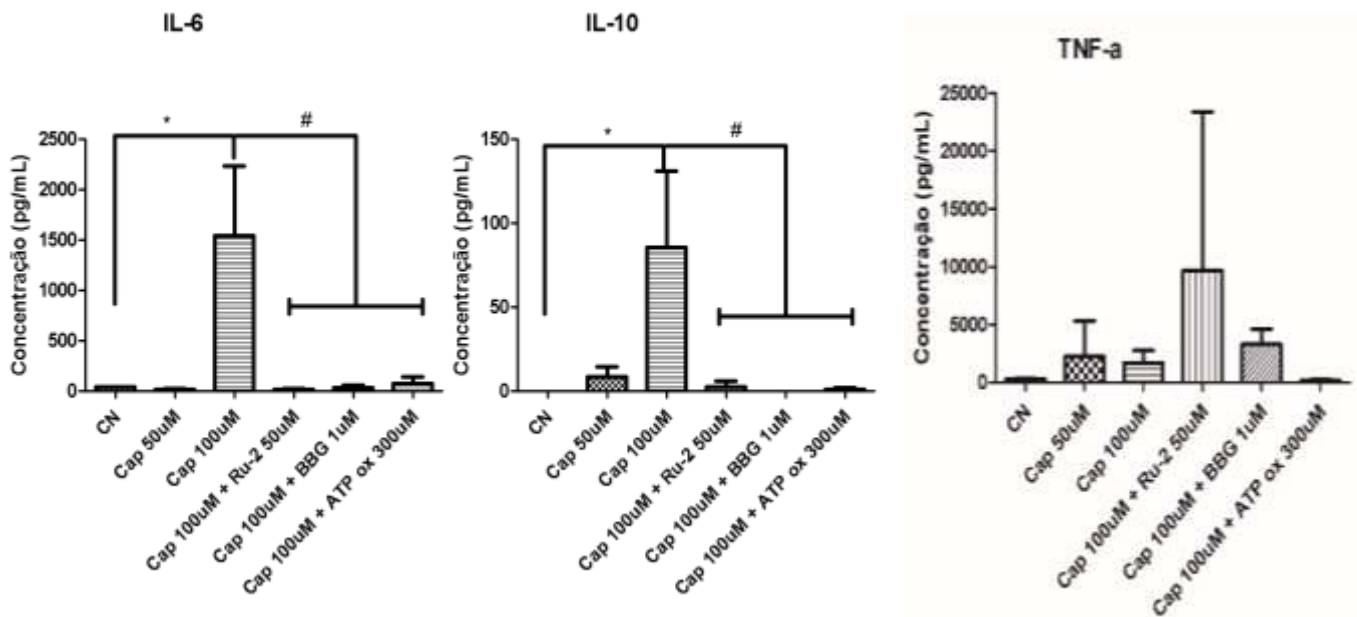 IL-6
*
#
Concentração (pg/mL)
2500
2000
1500
1000
500
0
CN
Cap 50uM
Cap 100uM
Cap 100uM + Ru-2 50uM
Cap 100uM + BBG 1uM
Cap 100uM + ATP ox 300uM
IL-10
*
#
Concentração (pg/mL)
150
100
50
0
CN
Cap 50uM
Cap 100uM
Cap 100uM + Ru-2 50uM
Cap 100uM + BBG 1uM
Cap 100uM + ATP ox 300uM
TNF-a
Concentração (pg/mL)
25000
20000
15000
10000
5000
0
CN
Cap 50uM
Cap 100uM
Cap 100uM + Ru-2 50uM
Cap 100uM + BBG 1uM
Cap 100uM + ATP ox 300uM